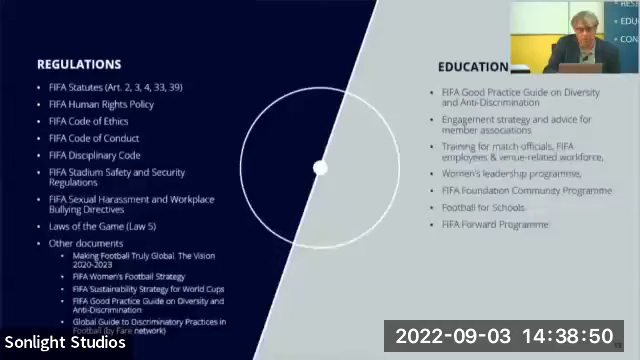 REGULATIONS
• FIFA Statutes (Art. 2, 3, 4, 33, 39)
• FIFA Human Rights Policy
• FIFA Code of Ethics
• FIFA Code of Conduct
• FIFA Disciplinary Code
• FIFA Stadium Safety and Security
Regulations
• FIFA Sexual Harassment and Workplace
Bullying Directives
• Laws of the Game (Law 5)
• Other documents
• Making Football Truly Global. The Vision
2020-2023
• FIFA Women's Football Strategy
• FIFA Sustainability Strategy for World Cups
• FIFA Good Practice Guide on Diversity and
Anti-Discrimination
• Global Guide to Discriminatory Practices in
Football (by Fare network)
EDUCATION
• FIFA Good Practice Guide on Diversity
and Anti-Discrimination
• Engagement strategy and advice for
member associations
• Training for match officials, FIFA
employees & venue-related workforce,
• Women's leadership programme,
• FIFA Foundation Community Programme
• Football for Schools
• FIFA Forward Programme
EDU
CON
Sonlight Studios
2022-09-03 14:38:50